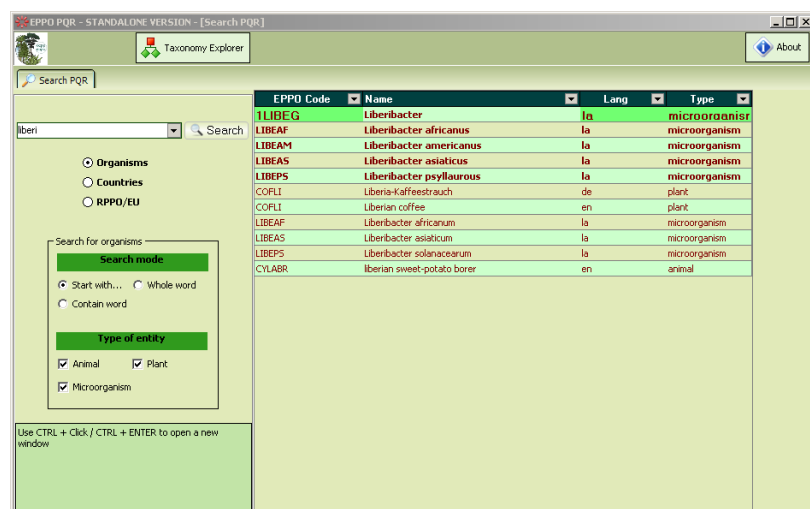 EPPO PQR - STANDALONE VERSION - [Search PQR]
Taxonomy Explorer
About
Search PQR
liberi
Search
Organisms
Countries
RPPO/EU
Search for organisms
Search mode
Start with... Whole word
Contain word
Type of entity
Animal Plant
Microorganism
Use CTRL + Click / CTRL + ENTER to open a new
window
EPPO Code Name Lang Type
1LIBEG Liberibacter la microorganisr
LIBEAF Liberibacter africanus la microorganism
LIBEAM Liberibacter americanus la microorganism
LIBEAS Liberibacter asiaticus la microorganism
LIBEPS Liberibacter psyllaurous la microorganism
COFLI Liberia-Kaffeestrauch de plant
COFLI Liberian coffee en plant
LIBEAF Liberibacter africanum la microorganism
LIBEAS Liberibacter asiaticum la microorganism
LIBEPS Liberibacter solanacearum la microorganism
CYLABR liberian sweet-potato borer en animal